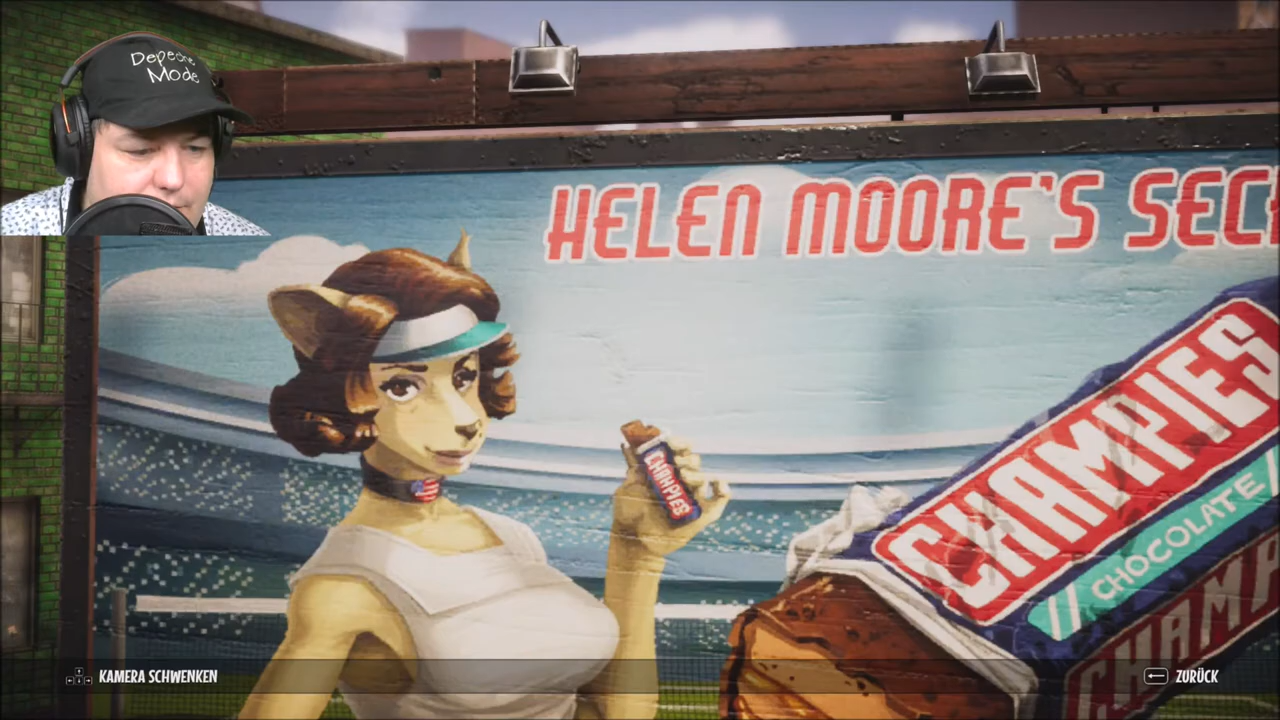 Depeche
Mode
HELEN MOORE'S SEC
CHAMPIES
CHAMPIES
CHOCOLATE
CHAMP
KAMERA SCHWENKEN
ZURÜCK